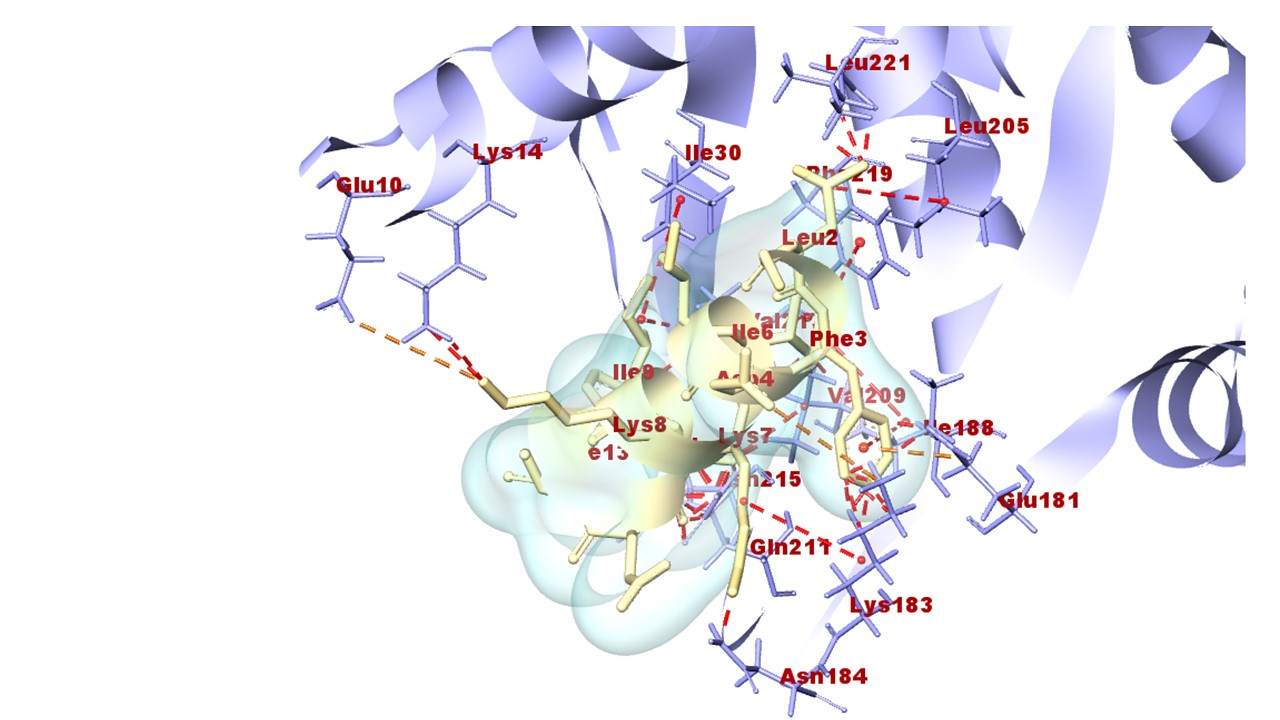 Leu221
Leu205
Lys14
Ile30
Glu10
Leu2
Ile6
Phe3
Ile9
Val209
Lys8
Lys7
Glu181
Gln211
Lys183
Asn184